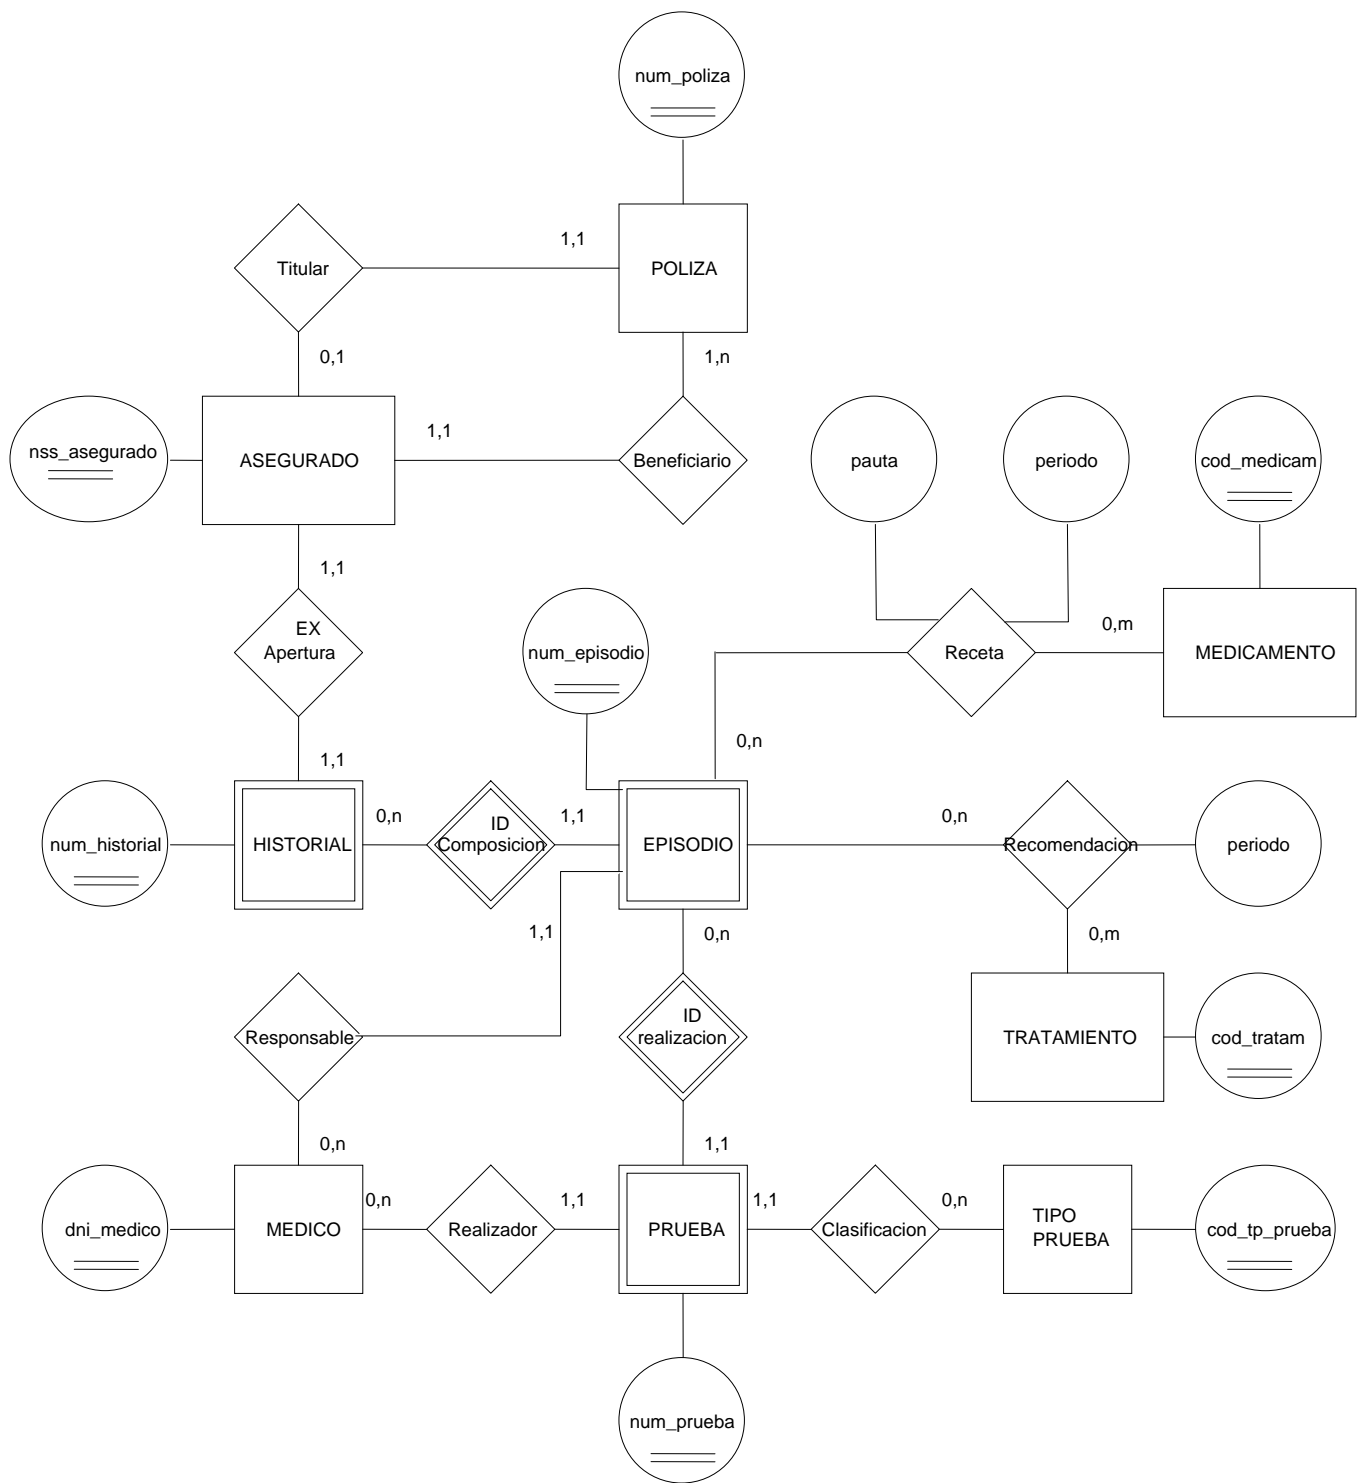 num_poliza
1,1
Titular
POLIZA
0,1
1,n
1,1
nss_asegurado
ASEGURADO
Beneficiario
pauta
periodo
cod_medicam
1,1
EX
Apertura
num_episodio
0,m
Receta
MEDICAMENTO
0,n
1,1
0,n
ID
1,1
0,n
num_historial
HISTORIAL
Composicion
EPISODIO
Recomendacion
periodo
1,1
0,n
0,m
ID
Responsable
realizacion
TRATAMIENTO
cod_tratam
0,n
1,1
0,n
1,1
1,1
0,n
dni_medico
MEDICO
Realizador
PRUEBA
Clasificacion
TIPO
PRUEBA
cod_tp_prueba
num_prueba